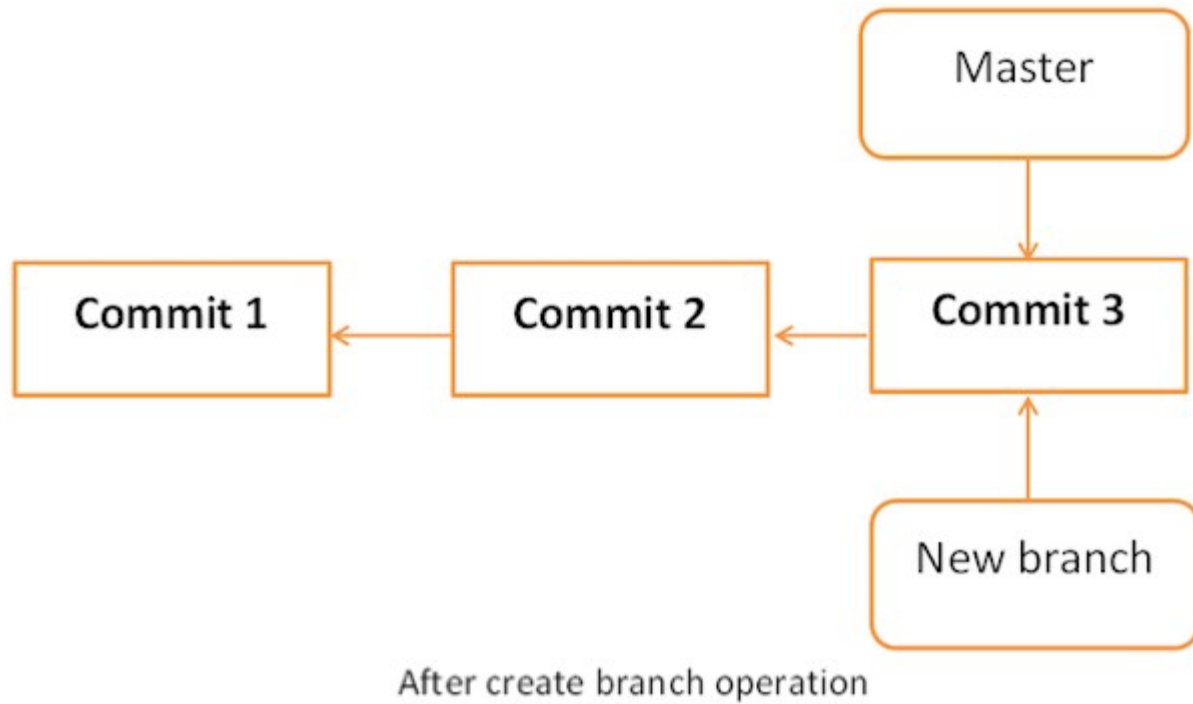 Master
Commit 1
Commit 2
Commit 3
New branch
After create branch operation